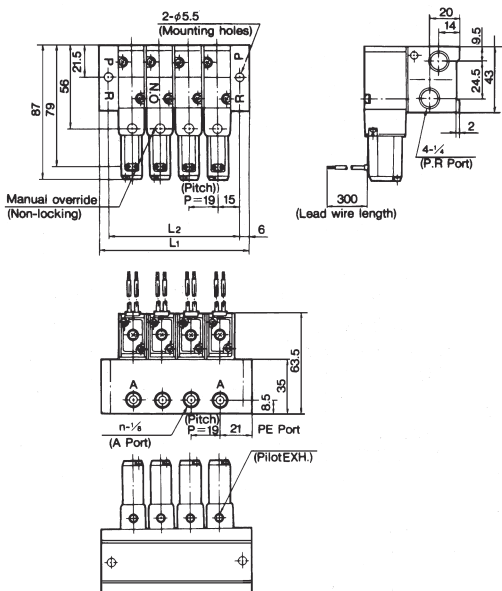 2-φ5.5
(Mounting holes)
21.5
56
79
87
P
R
N.O
P
R
Manual override
(Non-locking)
(Pitch)
P=19
15
L2
6
L1
20
14
9.5
24.5
43
2
4-1/4
(P.R Port)
300
(Lead wire length)
A
A
63.5
35
8.5
n-1/8
(A Port)
(Pitch)
P=19
21
PE Port
(Pilot EXH.)